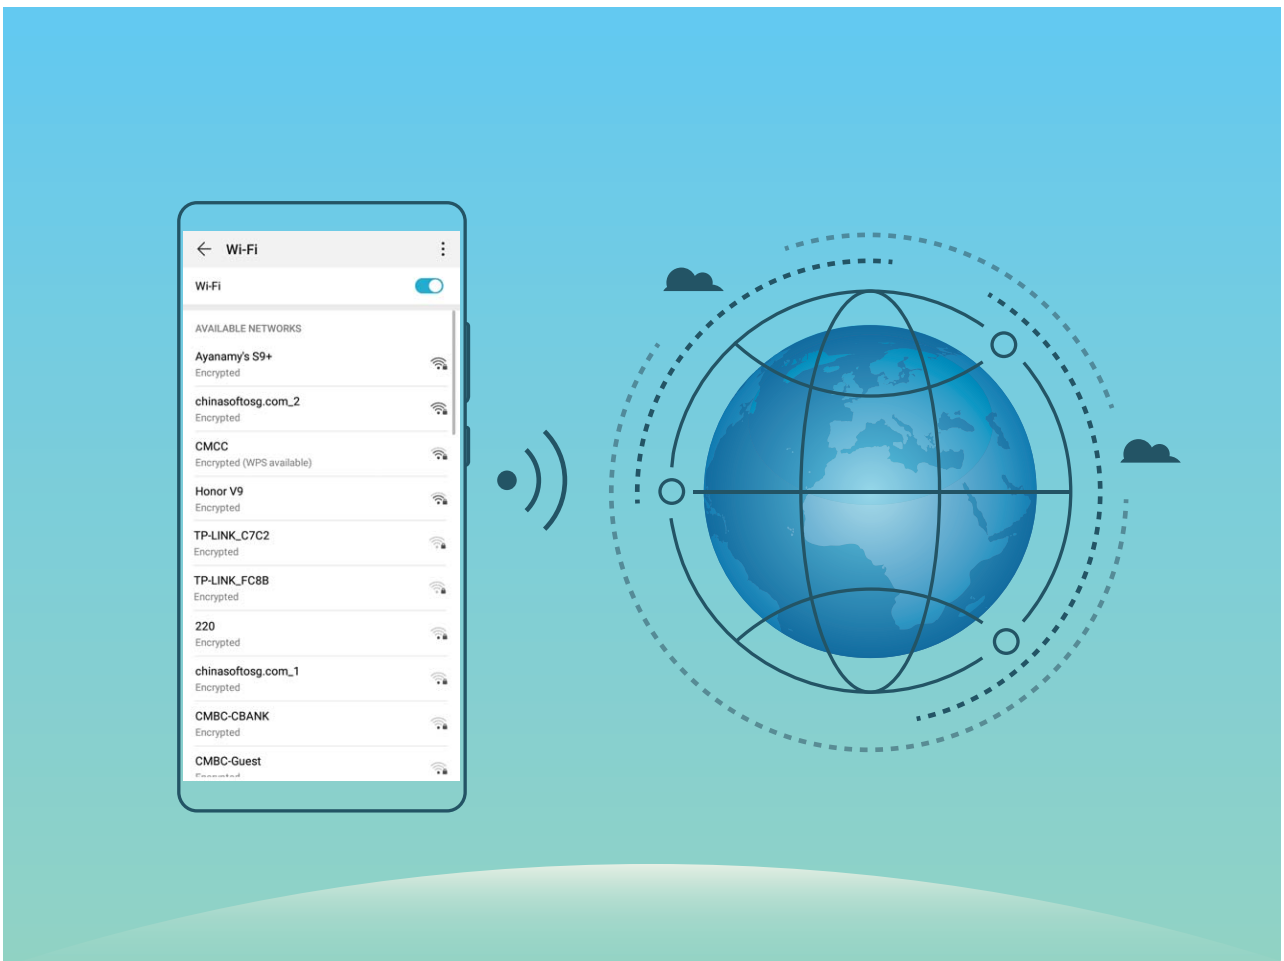 Wi-Fi
Wi-Fi
AVAILABLE NETWORKS
Ayanamy's S9+
Encrypted
chinasoftosg.com_2
Encrypted
CMCC
Encrypted (WPS available)
Honor V9
Encrypted
TP-LINK_C7C2
Encrypted
TP-LINK_FC8B
Encrypted
220
Encrypted
chinasoftosg.com_1
Encrypted
CMBC-CBANK
Encrypted
CMBC-Guest